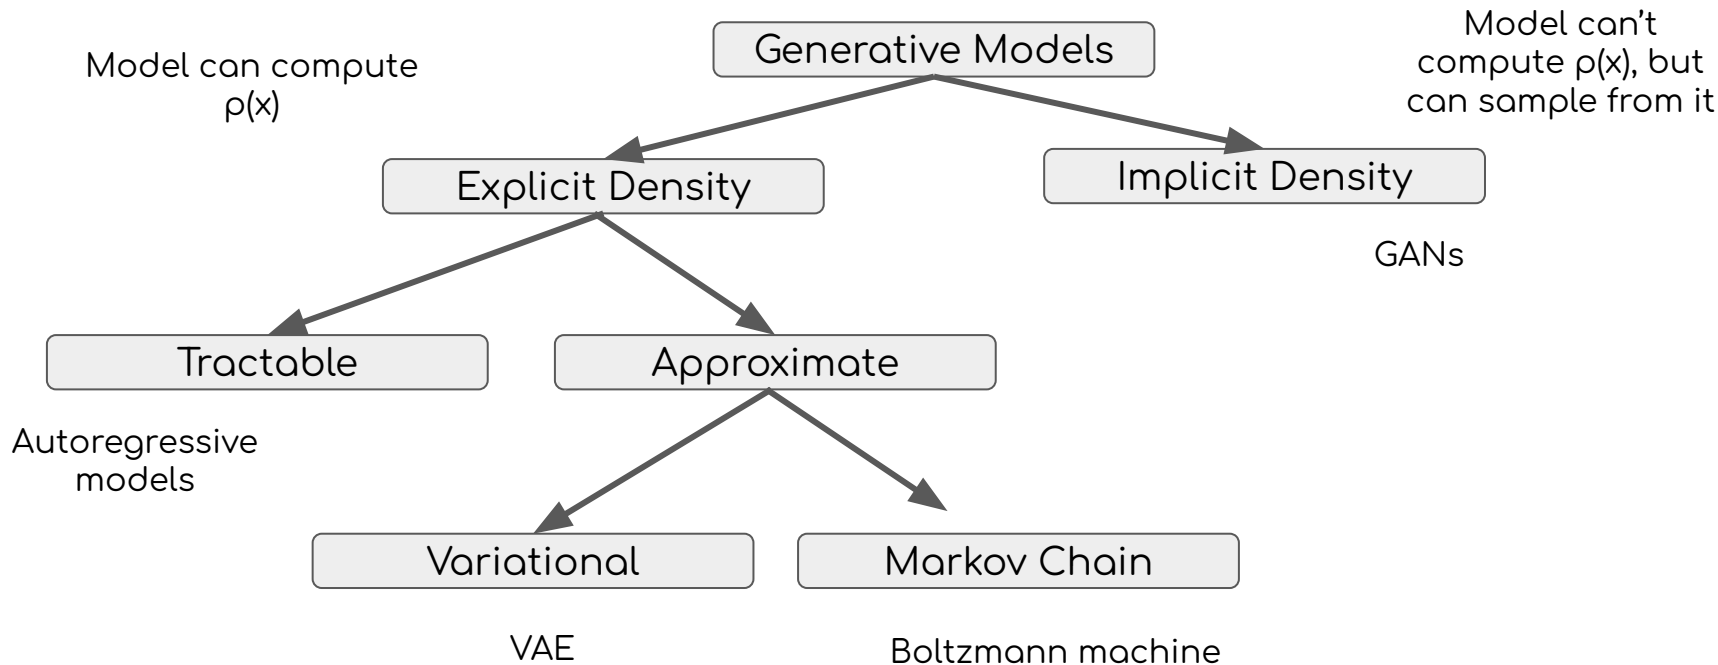 Generative Models
Model can't
compute p(x), but
can sample from it
Model can compute
p(x)
Explicit Density
Implicit Density
GANs
Tractable
Approximate
Autoregressive
models
Variational
Markov Chain
VAE
Boltzmann machine